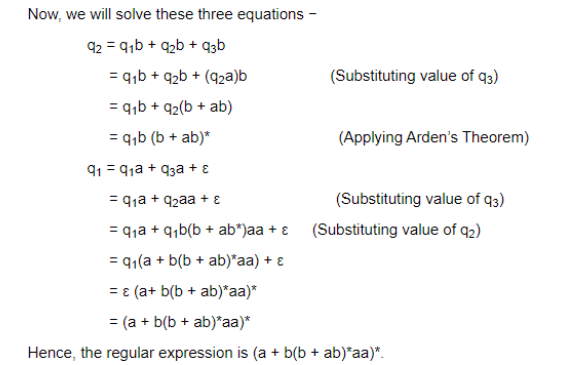 Now, we will solve these three equations −
q₂ = q₁b + q₂b + q₃b
= q₁b + q₂b + (q₂a)b (Substituting value of q₃)
= q₁b + q₂(b + ab)
= q₁b (b + ab)* (Applying Arden’s Theorem)
q₁ = q₁a + q₃a + ε
= q₁a + q₂aa + ε (Substituting value of q₃)
= q₁a + q₁b(b + ab*)aa + ε (Substituting value of q₂)
= q₁(a + b(b + ab)*aa) + ε
= ε (a+ b(b + ab)*aa)*
= (a + b(b + ab)*aa)*
Hence, the regular expression is (a + b(b + ab)*aa)*.